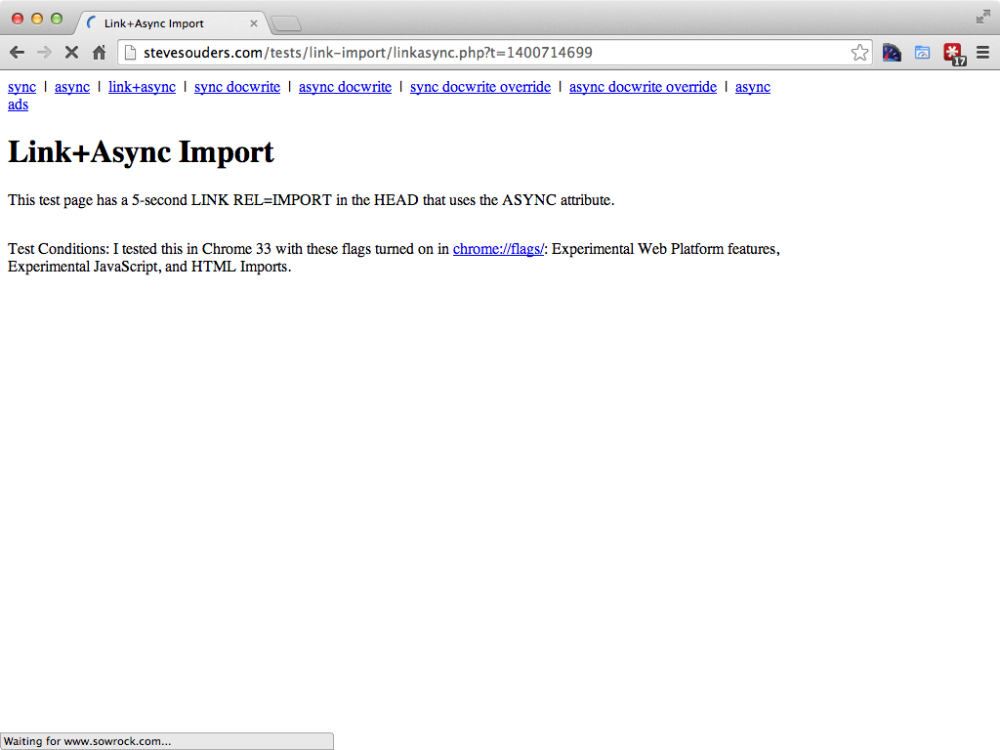 Link+Async Import
stevesouders.com/tests/link-import/linkasync.php?t=1400714699
17
sync | async | link+async | sync docwrite | async docwrite | sync docwrite override | async docwrite override | async
ads
Link+Async Import
This test page has a 5-second LINK REL=IMPORT in the HEAD that uses the ASYNC attribute.
Test Conditions: I tested this in Chrome 33 with these flags turned on in chrome://flags/: Experimental Web Platform features,
Experimental JavaScript, and HTML Imports.
Waiting for www.sowrock.com...